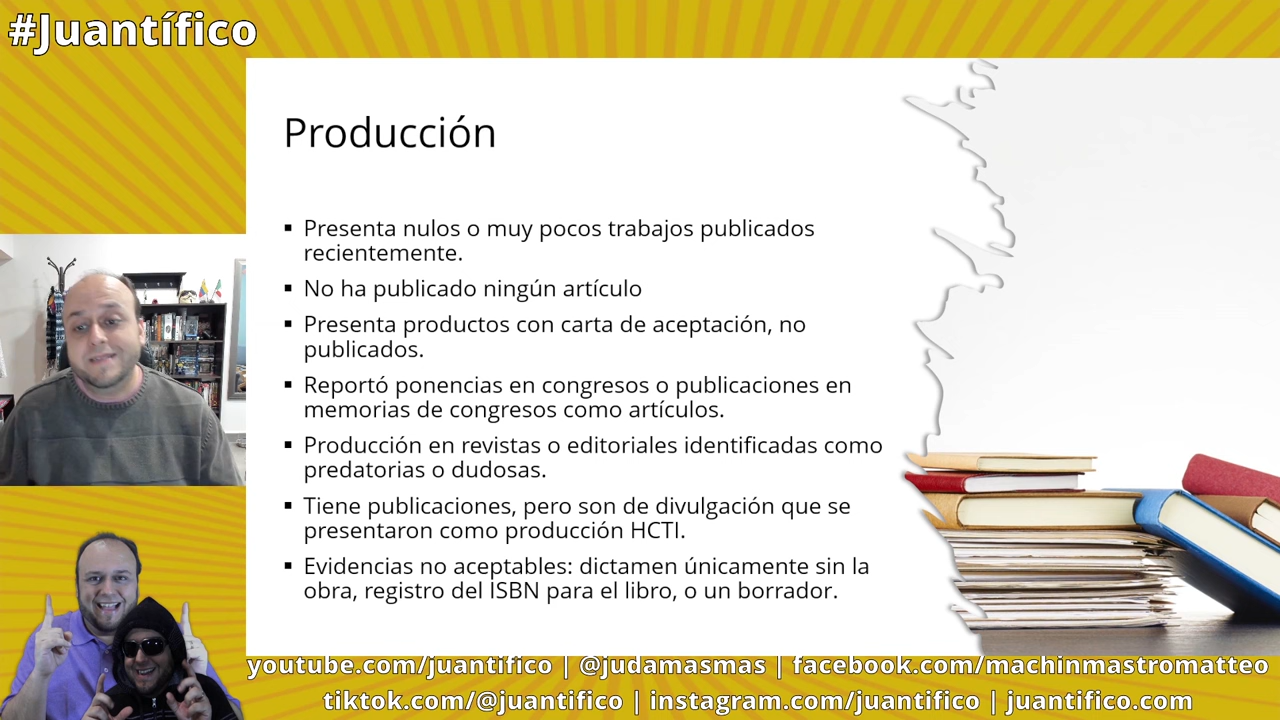 #Juantífico
Producción
▪ Presenta nulos o muy pocos trabajos publicados
recientemente.
▪ No ha publicado ningún artículo
▪ Presenta productos con carta de aceptación, no
publicados.
▪ Reportó ponencias en congresos o publicaciones en
memorias de congresos como artículos.
▪ Producción en revistas o editoriales identificadas como
predatorias o dudosas.
▪ Tiene publicaciones, pero son de divulgación que se
presentaron como producción HCTI.
▪ Evidencias no aceptables: dictamen únicamente sin la
obra, registro del ISBN para el libro, o un borrador.
youtube.com/juantifico | @judamasmas | facebook.com/machinmastromatteo
tiktok.com/@juantifico | instagram.com/juantifico | juantifico.com